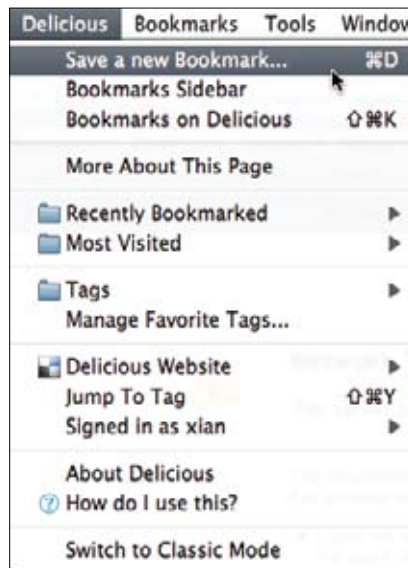 Delicious Bookmarks Tools Window
Save a new Bookmark... ⌘D
Bookmarks Sidebar
Bookmarks on Delicious ⇧⌘K
More About This Page
Recently Bookmarked
Most Visited
Tags
Manage Favorite Tags...
Delicious Website
Jump To Tag ⇧⌘Y
Signed in as xian
About Delicious
How do I use this?
Switch to Classic Mode